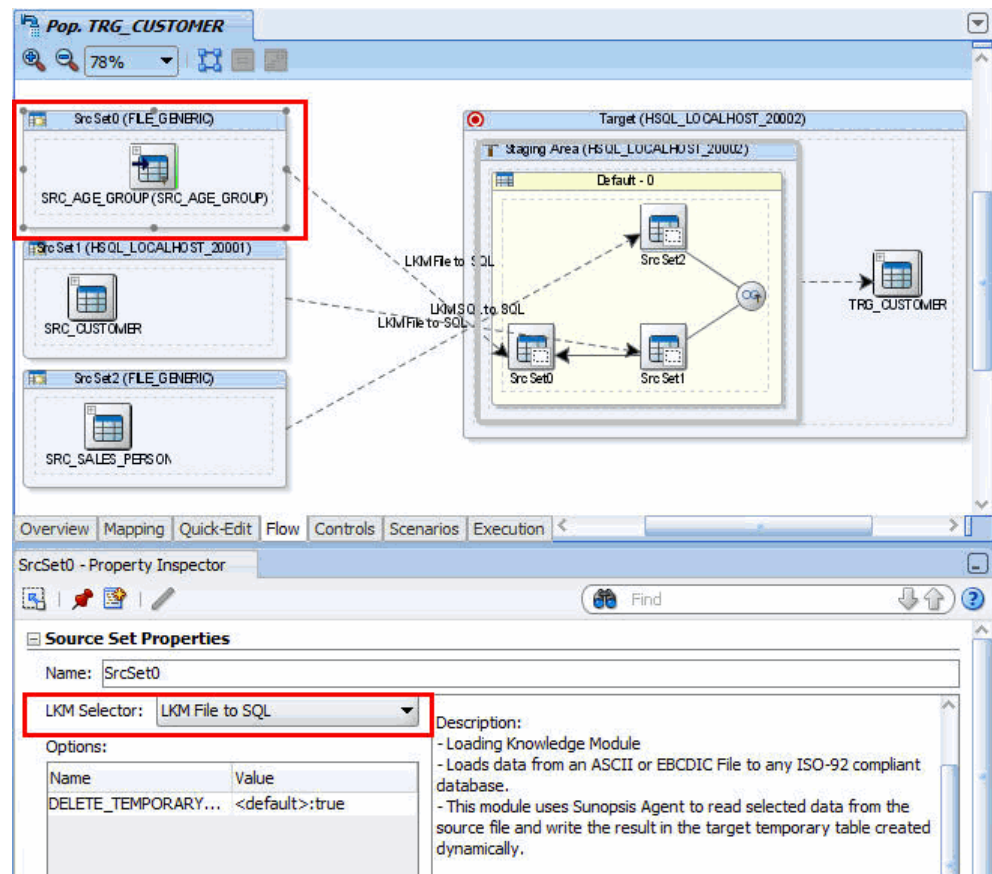 Pop. TRG_CUSTOMER
78%
SrcSet0 (FILE_GENERIC)
SRC_AGE_GROUP(SRC_AGE_GROUP)
SrcSet1 (HSQL_LOCALHOST_20001)
SRC_CUSTOMER
SrcSet2 (FILE_GENERIC)
SRC_SALES_PERSON
LKM File to SQL
LKM SQL to SQL
LKM File to SQL
Target (HSQL_LOCALHOST_20002)
Staging Area (HSQL_LOCALHOST_20002)
Default - 0
SrcSet2
SrcSet0
SrcSet1
TRG_CUSTOMER
Overview Mapping Quick-Edit Flow Controls Scenarios Execution
SrcSet0 - Property Inspector
Find
Source Set Properties
Name: SrcSet0
LKM Selector: LKM File to SQL
Options:
Name Value
DELETE_TEMPORARY... <default>:true
Description:
- Loading Knowledge Module
- Loads data from an ASCII or EBCDIC File to any ISO-92 compliant
database.
- This module uses Sunopsis Agent to read selected data from the
source file and write the result in the target temporary table created
dynamically.